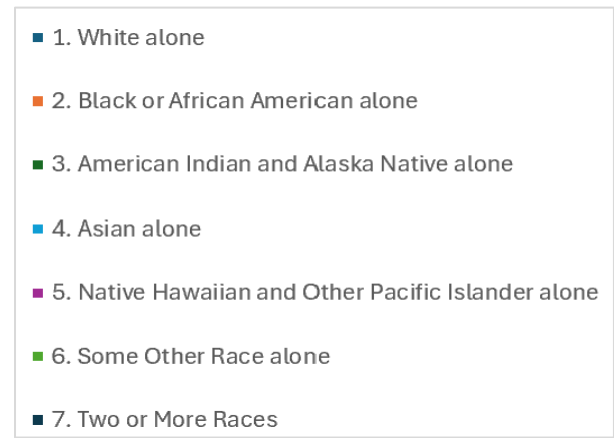 1. White alone
2. Black or African American alone
3. American Indian and Alaska Native alone
4. Asian alone
5. Native Hawaiian and Other Pacific Islander alone
6. Some Other Race alone
7. Two or More Races